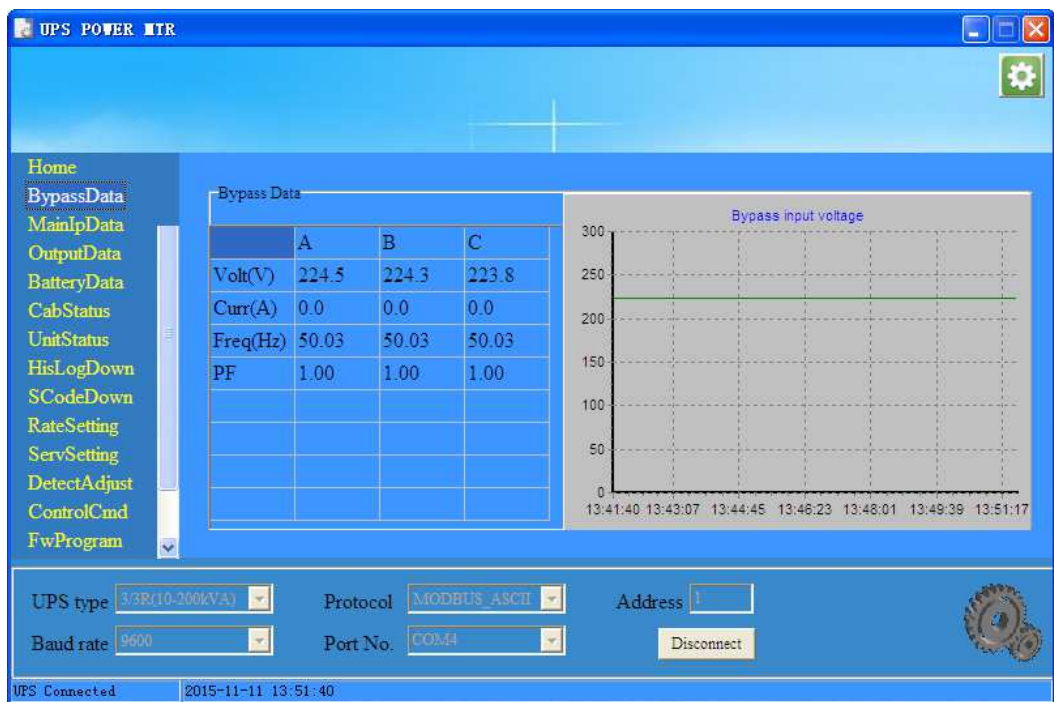 UPS POWER MTR
Home
BypassData
MainIpData
OutputData
BatteryData
CabStatus
UnitStatus
HisLogDown
SCodeDown
RateSetting
ServSetting
DetectAdjust
ControlCmd
FwProgram
Bypass Data
A B C
Volt(V) 224.5 224.3 223.8
Curr(A) 0.0 0.0 0.0
Freq(Hz) 50.03 50.03 50.03
PF 1.00 1.00 1.00
Bypass input voltage
300
250
200
150
100
50
0
13:41:40 13:43:07 13:44:45 13:46:23 13:48:01 13:49:39 13:51:17
UPS type 3/3R(10-200kVA) Protocol MODBUS_ASCII Address 1
Baud rate 9600 Port No. COM4 Disconnect
UPS Connected 2015-11-11 13:51:40